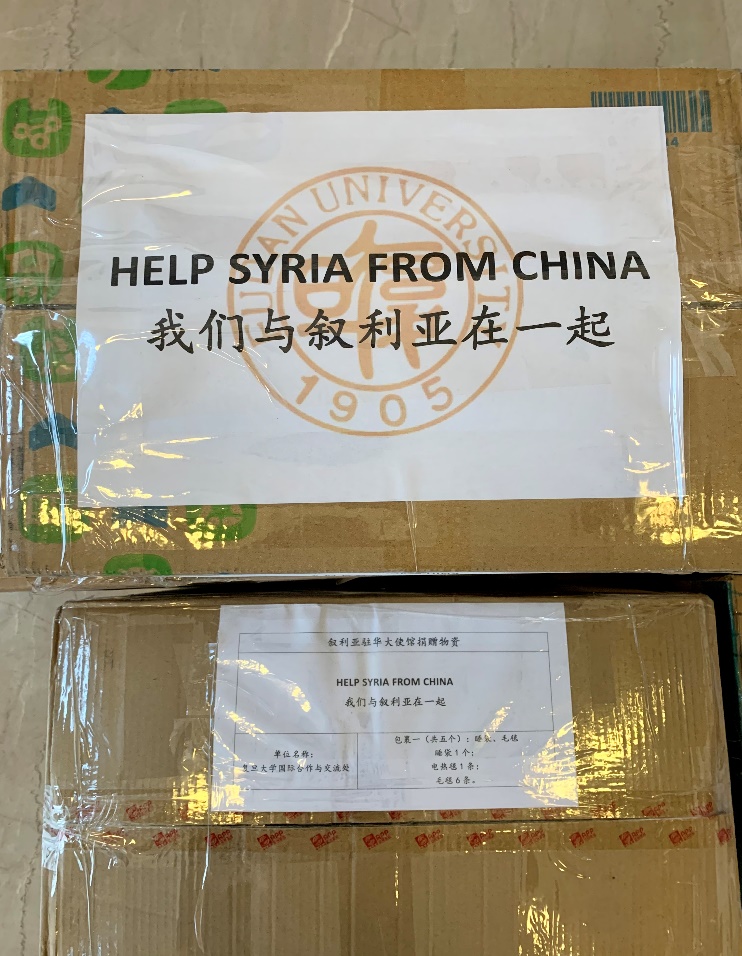 FUDAN UNIVERSITY
HELP SYRIA FROM CHINA
我们与叙利亚在一起
1905
叙利亚驻华大使馆捐赠物资
HELP SYRIA FROM CHINA
我们与叙利亚在一起
单位名称：
复旦大学国际合作与交流处
包裹一（共五个）：睡袋、毛毯
睡袋1个；
电热毯1条；
毛毯6条。